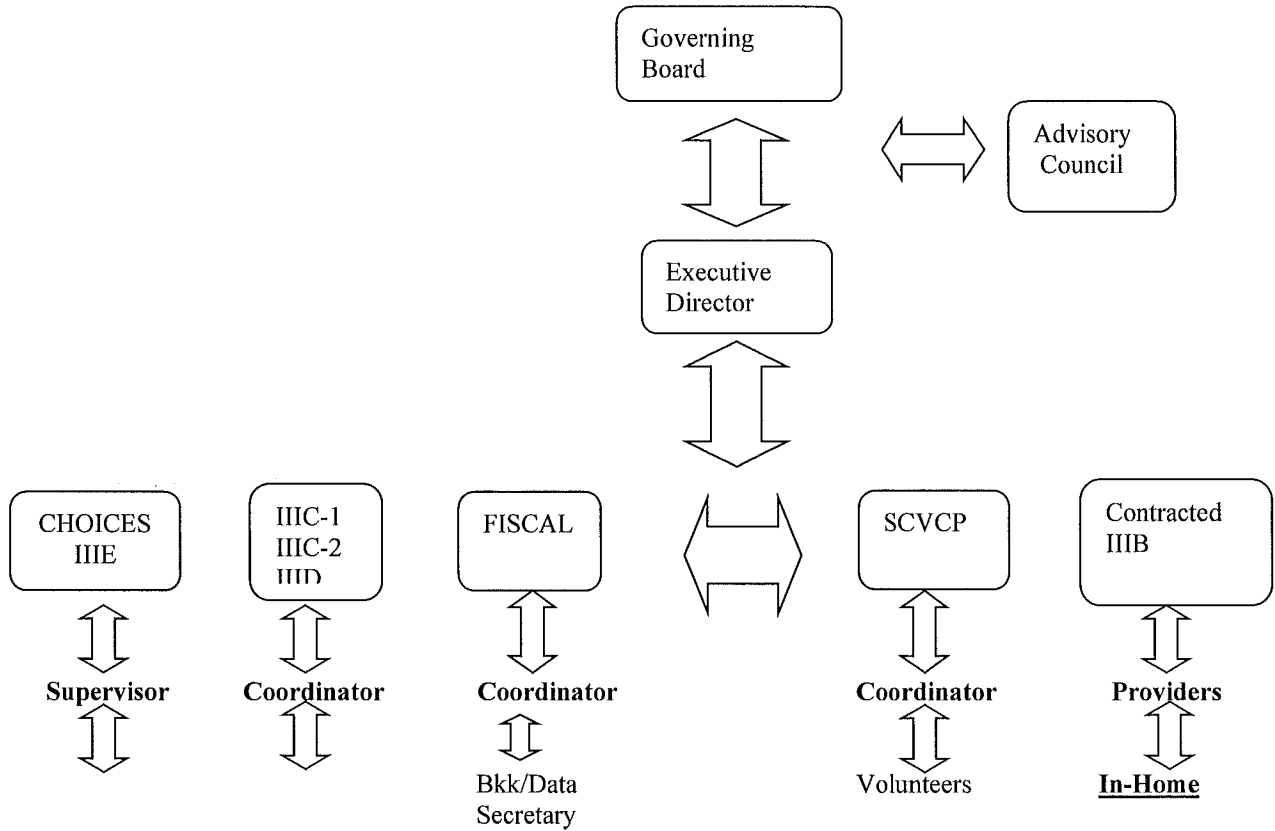 Governing
Board
Advisory
Council
Executive
Director
CHOICES
IIIE
IIIC-1
IIIC-2
IIID
FISCAL
SCVCP
Contracted
IIIB
Supervisor
Coordinator
Coordinator
Coordinator
Providers
Bkk/Data
Secretary
Volunteers
In-Home